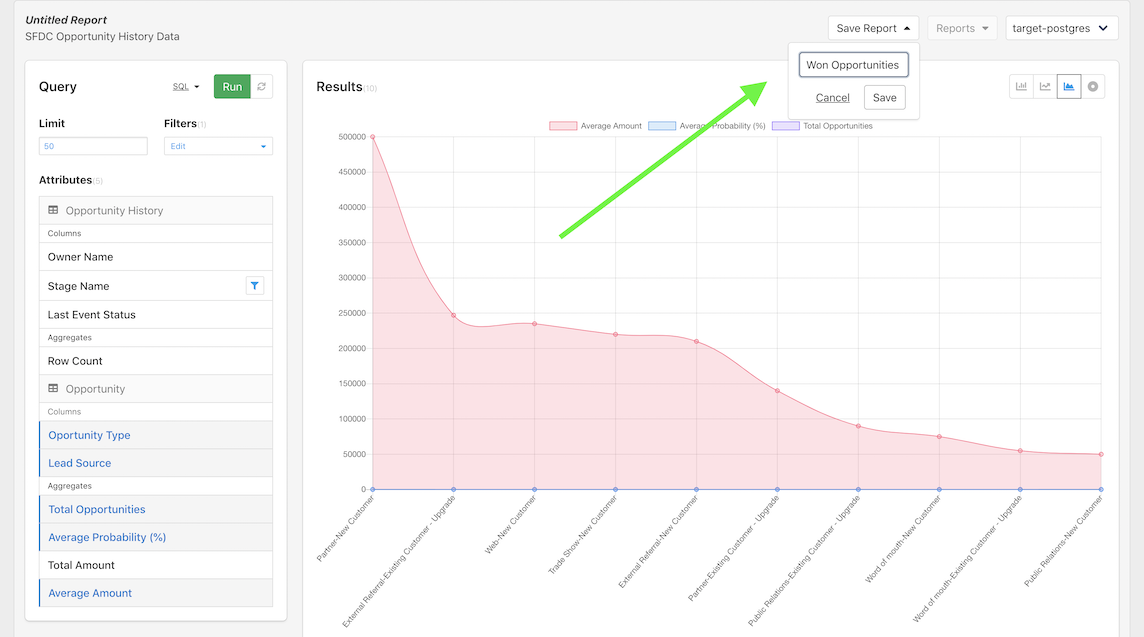 Untitled Report
SFDC Opportunity History Data
Save Report
Reports
target-postgres
Won Opportunities
Cancel Save
Query
SQL
Run
Limit Filters(1)
50 Edit
Attributes(5)
Opportunity History
Columns
Owner Name
Stage Name
Last Event Status
Aggregates
Row Count
Opportunity
Columns
Oportunity Type
Lead Source
Aggregates
Total Opportunities
Average Probability (%)
Total Amount
Average Amount
Results(10)
Average Amount Average Probability (%) Total Opportunities
500000
450000
400000
350000
300000
250000
200000
150000
100000
50000
0
Partner-New Customer
External Referral-Existing Customer - Upgrade
Web-New Customer
Trade Show-New Customer
External Referral-New Customer
Partner-Existing Customer - Upgrade
Public Relations-Existing Customer - Upgrade
Word of mouth-New Customer
Word of mouth-Existing Customer - Upgrade
Public Relations-New Customer